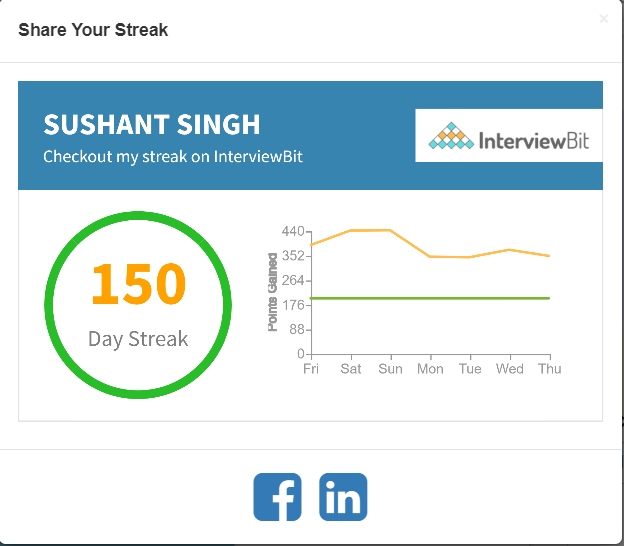 Share Your Streak
×
SUSHANT SINGH
Checkout my streak on InterviewBit
InterviewBit
150
Day Streak
Points Gained
440
352
264
176
88
0
Fri Sat Sun Mon Tue Wed Thu
f
in